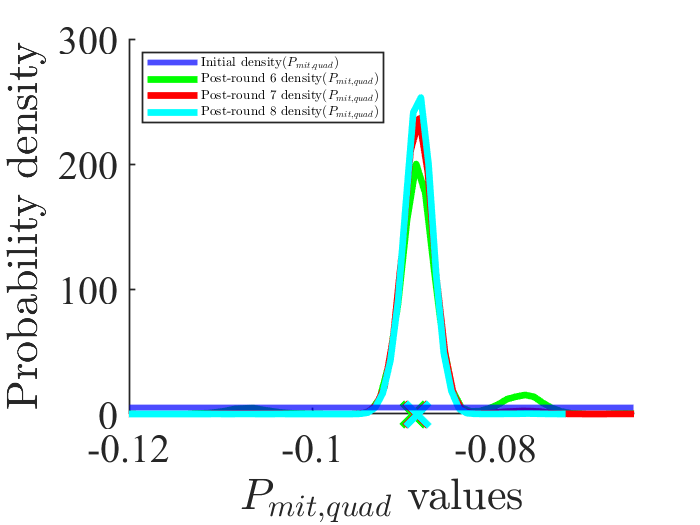 300
200
100
0
Probability density
Initial density(P_{mit,quad})
Post-round 6 density(P_{mit,quad})
Post-round 7 density(P_{mit,quad})
Post-round 8 density(P_{mit,quad})
-0.12 -0.1 -0.08
P_{mit,quad} values